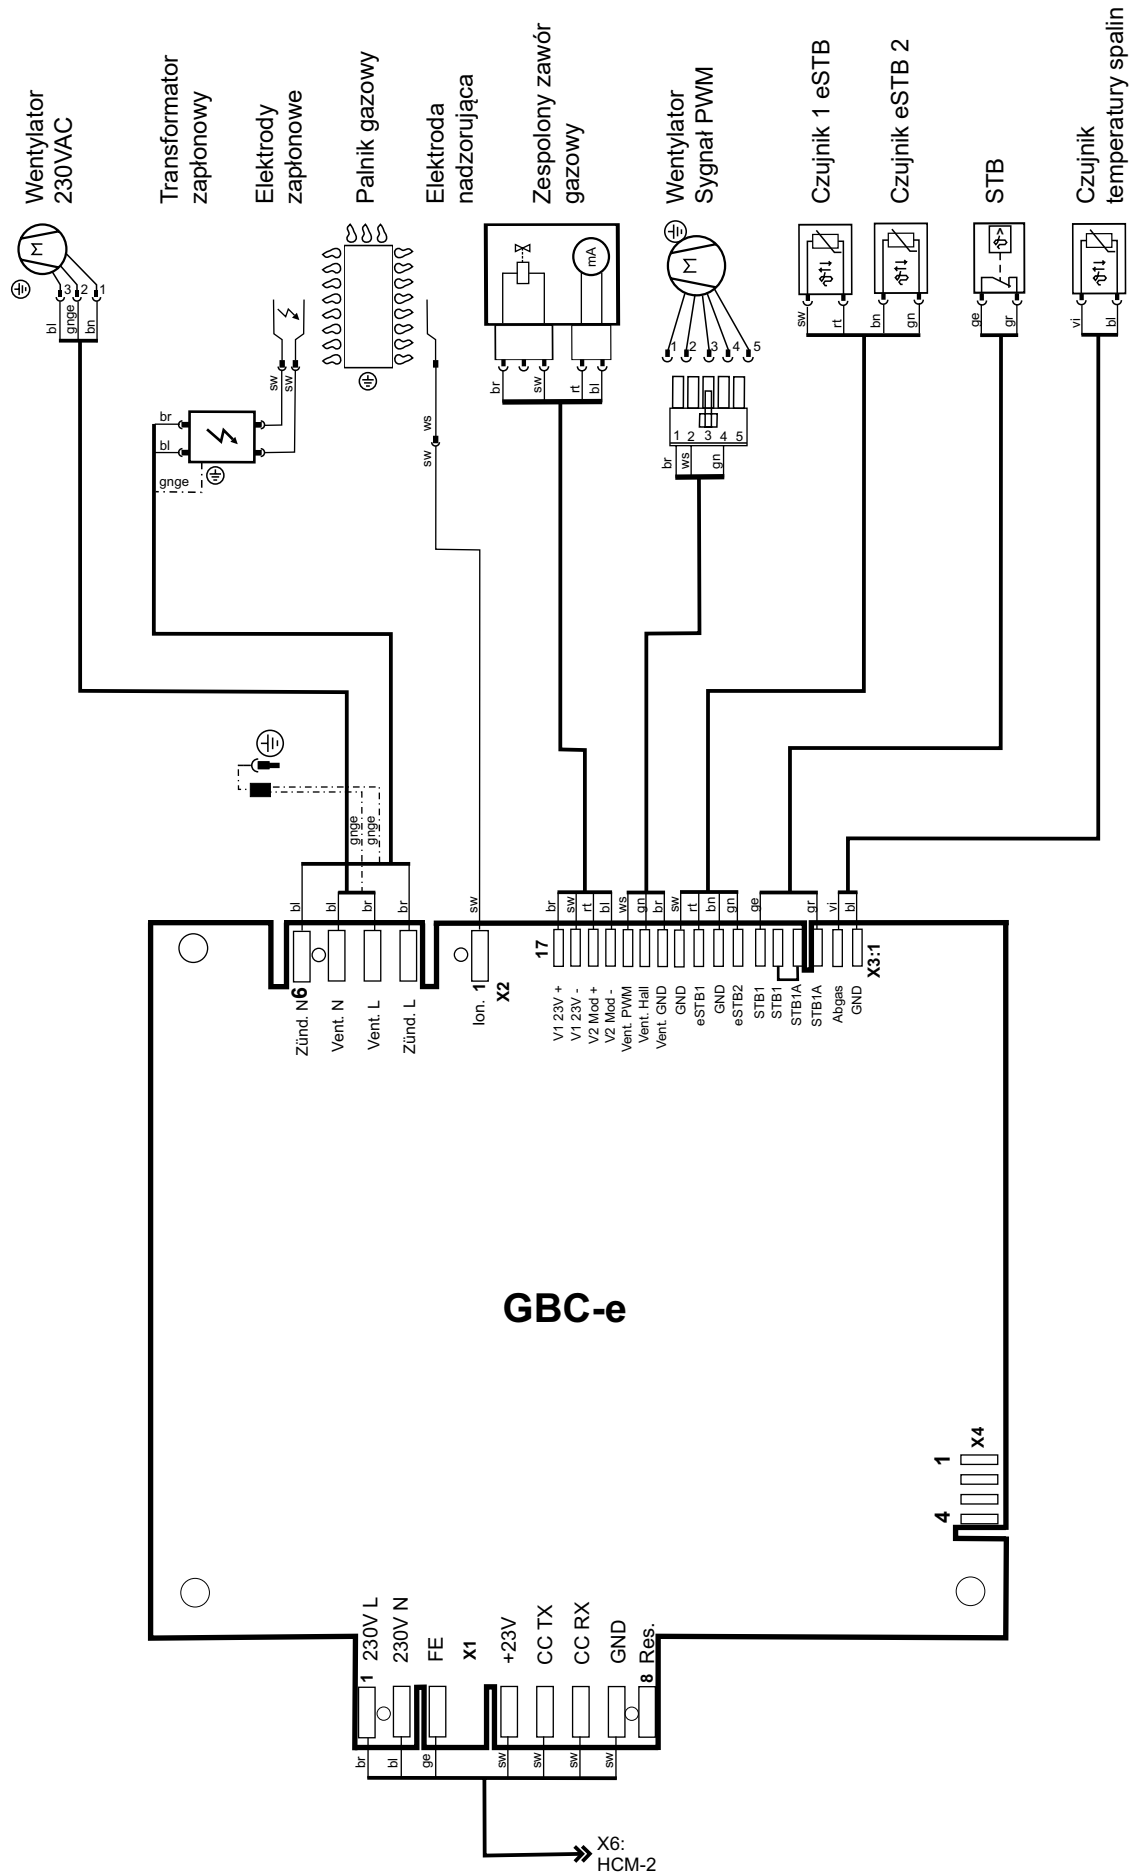 Wentylator
230VAC
Transformator
zapłonowy
Elektrody
zapłonowe
Palnik gazowy
Elektroda
nadzorująca
Zespolony zawór
gazowy
Wentylator
Sygnał PWM
Czujnik 1 eSTB
Czujnik eSTB 2
STB
Czujnik
temperatury spalin
M
3
2
1
bl
gnge
bn
br
bl
gnge
sw
sw
ws
sw
mA
br
sw
rt
bl
M
1
2
3
4
5
1
2
3
4
5
br
ws
gn
sw
rt
bn
gn
ge
gr
vi
bl
gnge
gnge
bl
bl
br
br
sw
br
sw
rt
bl
ws
gn
br
sw
rt
bn
gn
ge
gr
vi
bl
Zünd. N
6
Vent. N
Vent. L
Zünd. L
Ion.
1
X2
17
V1 23V +
V1 23V -
V2 Mod +
V2 Mod -
Vent. PWM
Vent. Hall
Vent. GND
GND
eSTB1
GND
eSTB2
STB1
STB1
STB1A
STB1A
Abgas
GND
X3:1
GBC-e
1
X4
4
1
230V L
230V N
FE
X1
+23V
CC TX
CC RX
GND
8
Res.
br
bl
ge
sw
sw
sw
sw
X6:
HCM-2